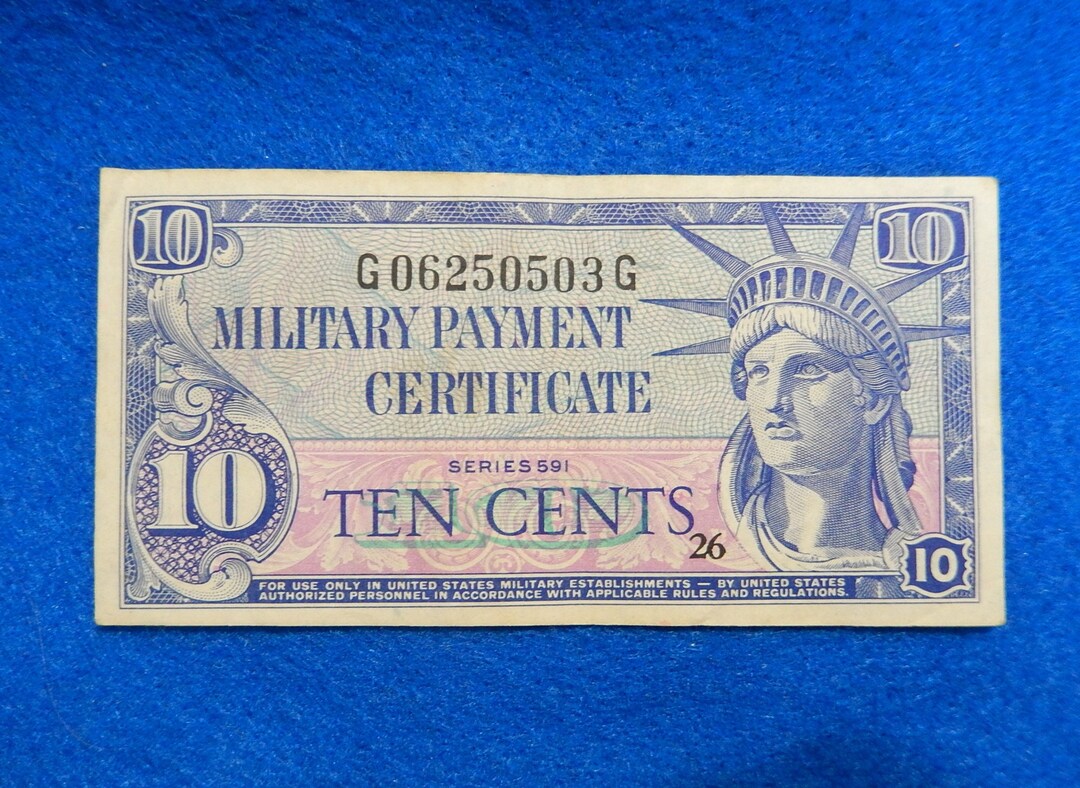 10 10
G06250503G
MILITARY PAYMENT
CERTIFICATE
10
SERIES 591
TEN CENTS
26
10
FOR USE ONLY IN UNITED STATES MILITARY ESTABLISHMENTS — BY UNITED STATES
AUTHORIZED PERSONNEL IN ACCORDANCE WITH APPLICABLE RULES AND REGULATIONS.